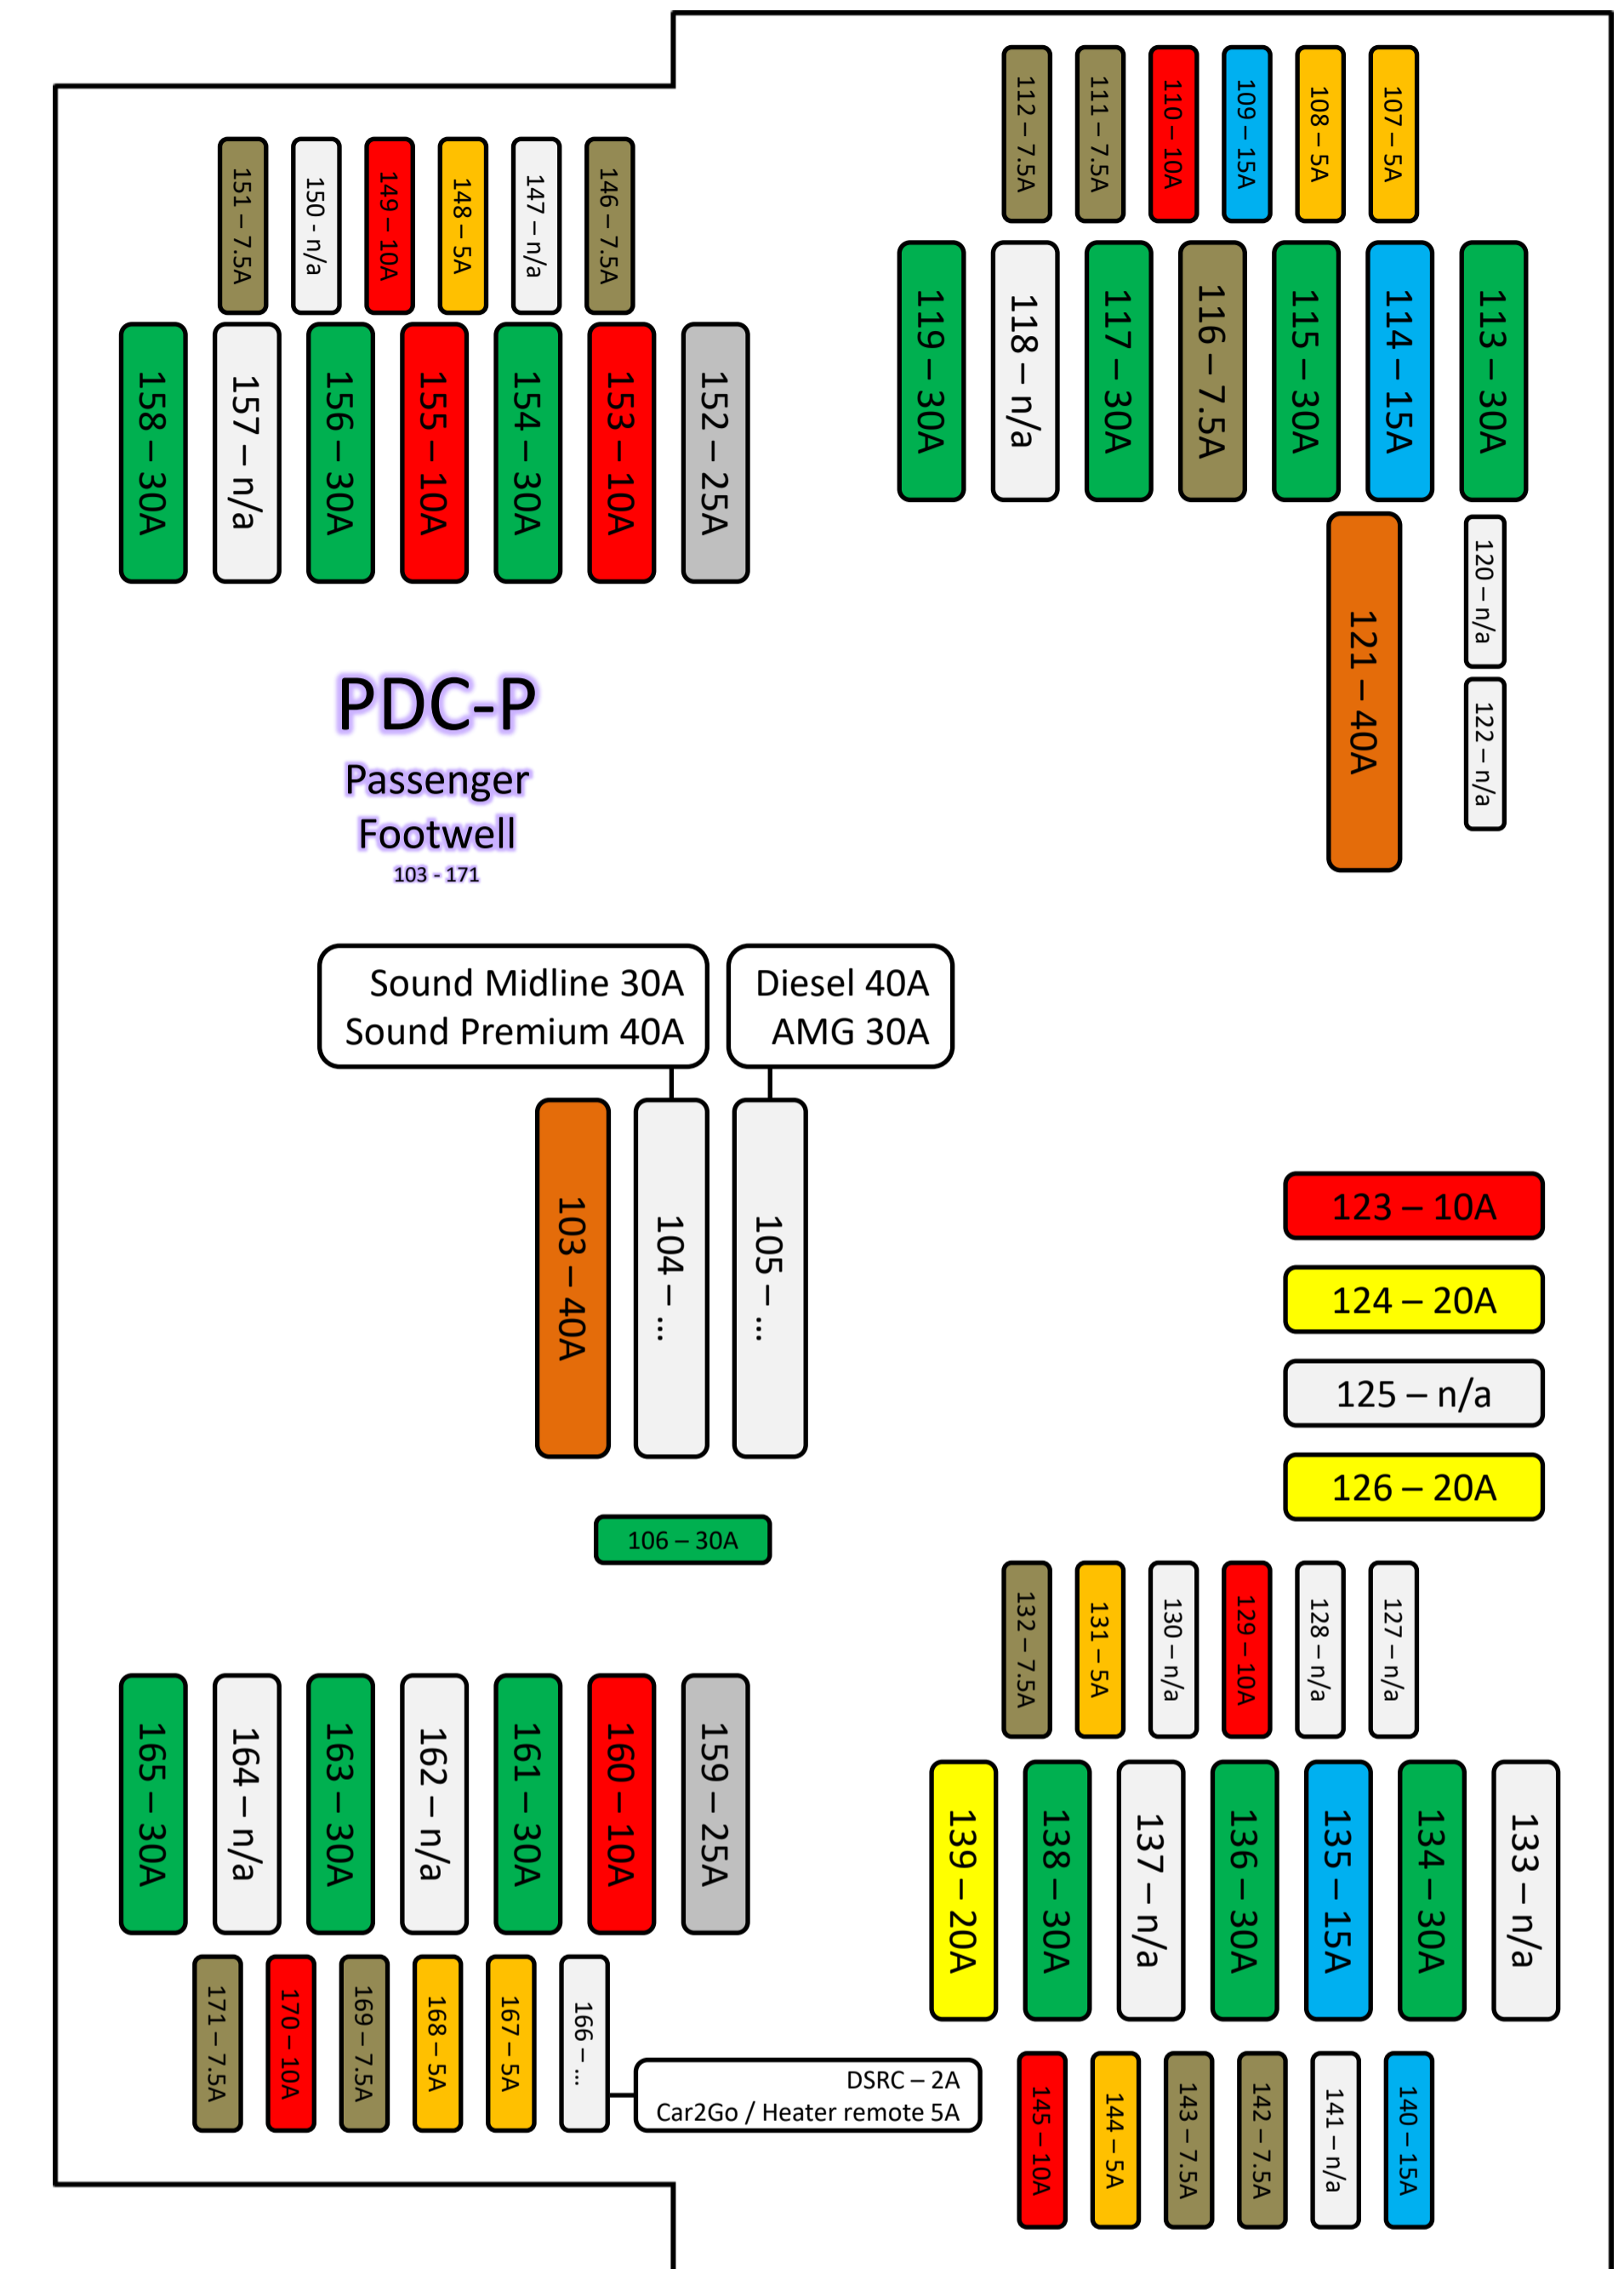 112 – 7.5A
111 – 7.5A
110 – 10A
109 – 15A
108 – 5A
107 – 5A
151 – 7.5A
150 - n/a
149 – 10A
148 – 5A
147 – n/a
146 – 7.5A
119 – 30A
118 – n/a
117 – 30A
116 – 7.5A
115 – 30A
114 – 15A
113 – 30A
158 – 30A
157 – n/a
156 – 30A
155 – 10A
154 – 30A
153 – 10A
152 – 25A
120 – n/a
121 – 40A
122 – n/a
PDC-P
Passenger
Footwell
103 - 171
Sound Midline 30A
Sound Premium 40A
Diesel 40A
AMG 30A
103 – 40A
104 – ...
105 – ...
123 – 10A
124 – 20A
125 – n/a
126 – 20A
106 – 30A
132 – 7.5A
131 – 5A
130 – n/a
129 – 10A
128 – n/a
127 – n/a
165 – 30A
164 – n/a
163 – 30A
162 – n/a
161 – 30A
160 – 10A
159 – 25A
139 – 20A
138 – 30A
137 – n/a
136 – 30A
135 – 15A
134 – 30A
133 – n/a
171 – 7.5A
170 – 10A
169 – 7.5A
168 – 5A
167 – 5A
166 – ...
DSRC – 2A
Car2Go / Heater remote 5A
145 – 10A
144 – 5A
143 – 7.5A
142 – 7.5A
141 – n/a
140 – 15A